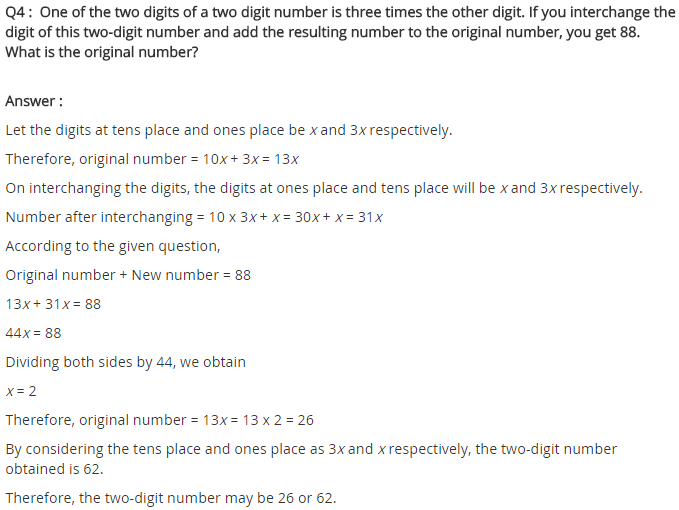 Q4 : One of the two digits of a two digit number is three times the other digit. If you interchange the
digit of this two-digit number and add the resulting number to the original number, you get 88.
What is the original number?
Answer :
Let the digits at tens place and ones place be x and 3x respectively.
Therefore, original number = 10x + 3x = 13x
On interchanging the digits, the digits at ones place and tens place will be x and 3x respectively.
Number after interchanging = 10 x 3x + x = 30x + x = 31x
According to the given question,
Original number + New number = 88
13x + 31x = 88
44x = 88
Dividing both sides by 44, we obtain
x = 2
Therefore, original number = 13x = 13 x 2 = 26
By considering the tens place and ones place as 3x and x respectively, the two-digit number
obtained is 62.
Therefore, the two-digit number may be 26 or 62.